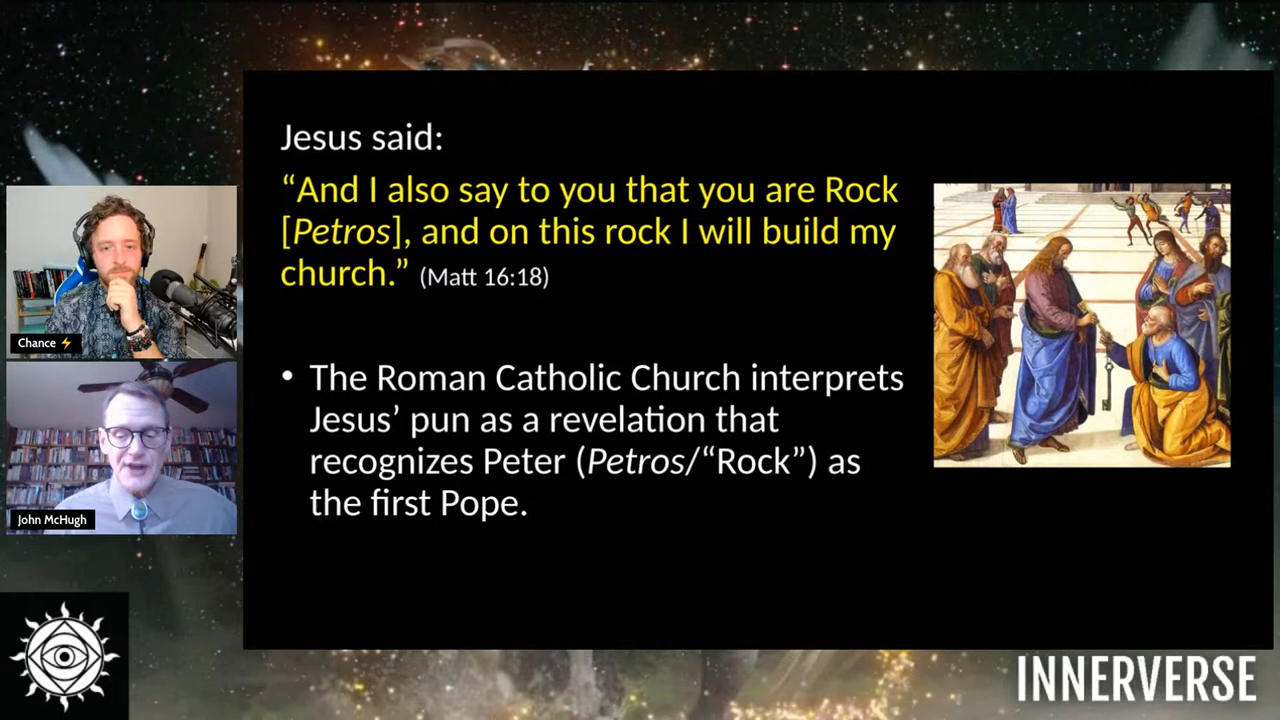 Jesus said:
“And I also say to you that you are Rock
[Petros], and on this rock I will build my
church.” (Matt 16:18)
• The Roman Catholic Church interprets
Jesus’ pun as a revelation that
recognizes Peter (Petros/“Rock”) as
the first Pope.
Chance ⚡
John McHugh
INNERVERSE